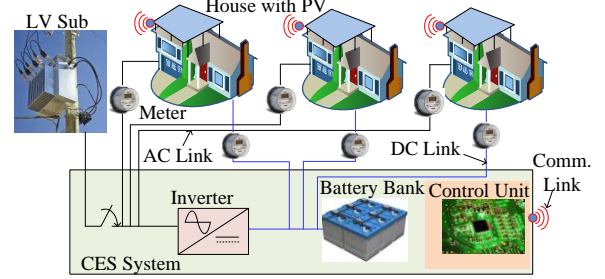 LV Sub
House with PV
Meter
AC Link
DC Link
Comm.
Link
Inverter
Battery Bank
Control Unit
CES System